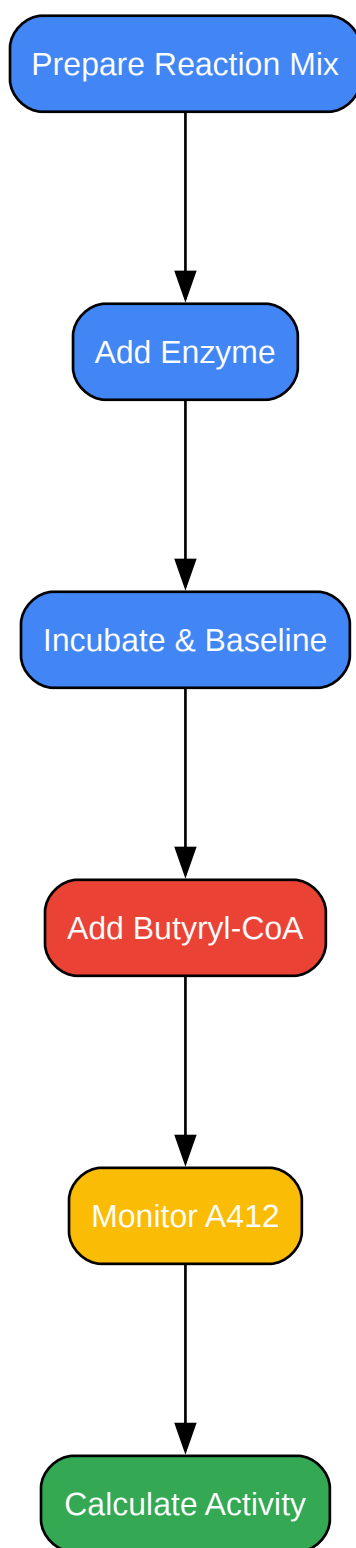 Prepare Reaction Mix
Add Enzyme
Incubate & Baseline
Add Butyryl-CoA
Monitor A412
Calculate Activity